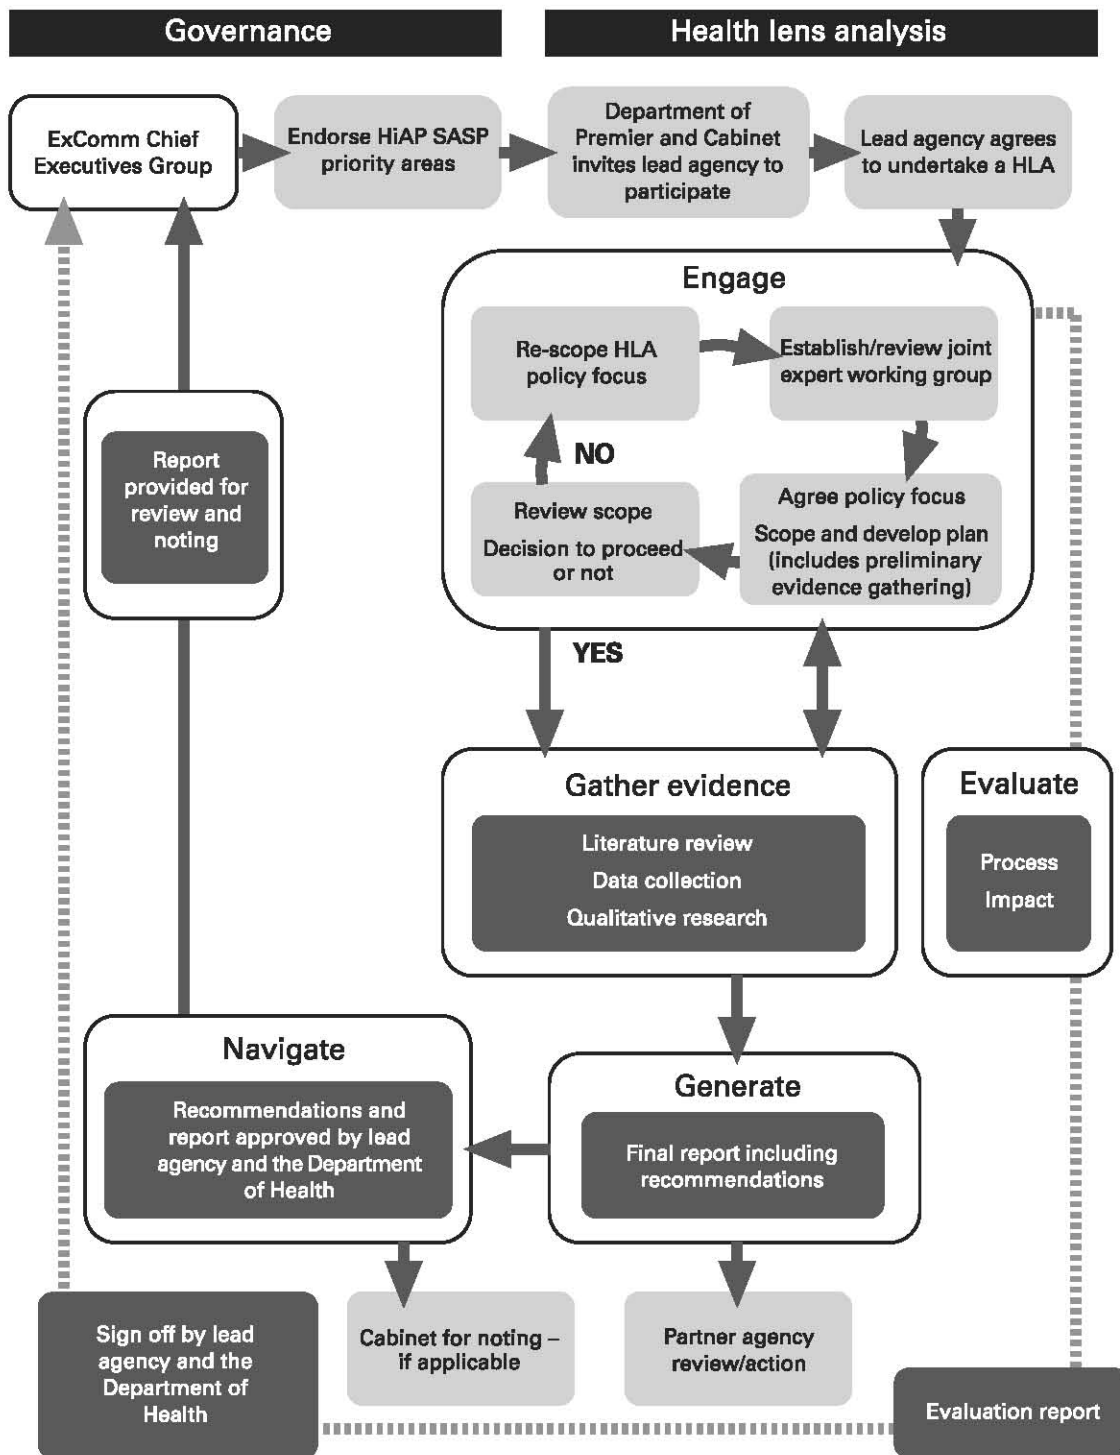 Governance
Health lens analysis
ExComm Chief
Executives Group
Endorse HiAP SASP
priority areas
Department of
Premier and Cabinet
invites lead agency to
participate
Lead agency agrees
to undertake a HLA
Engage
Re-scope HLA
policy focus
Establish/review joint
expert working group
NO
Review scope
Decision to proceed
or not
Agree policy focus
Scope and develop plan
(includes preliminary
evidence gathering)
YES
Report
provided for
review and
noting
Gather evidence
Literature review
Data collection
Qualitative research
Evaluate
Process
Impact
Navigate
Recommendations and
report approved by lead
agency and the Department
of Health
Generate
Final report including
recommendations
Sign off by lead
agency and the
Department of
Health
Cabinet for noting –
if applicable
Partner agency
review/action
Evaluation report